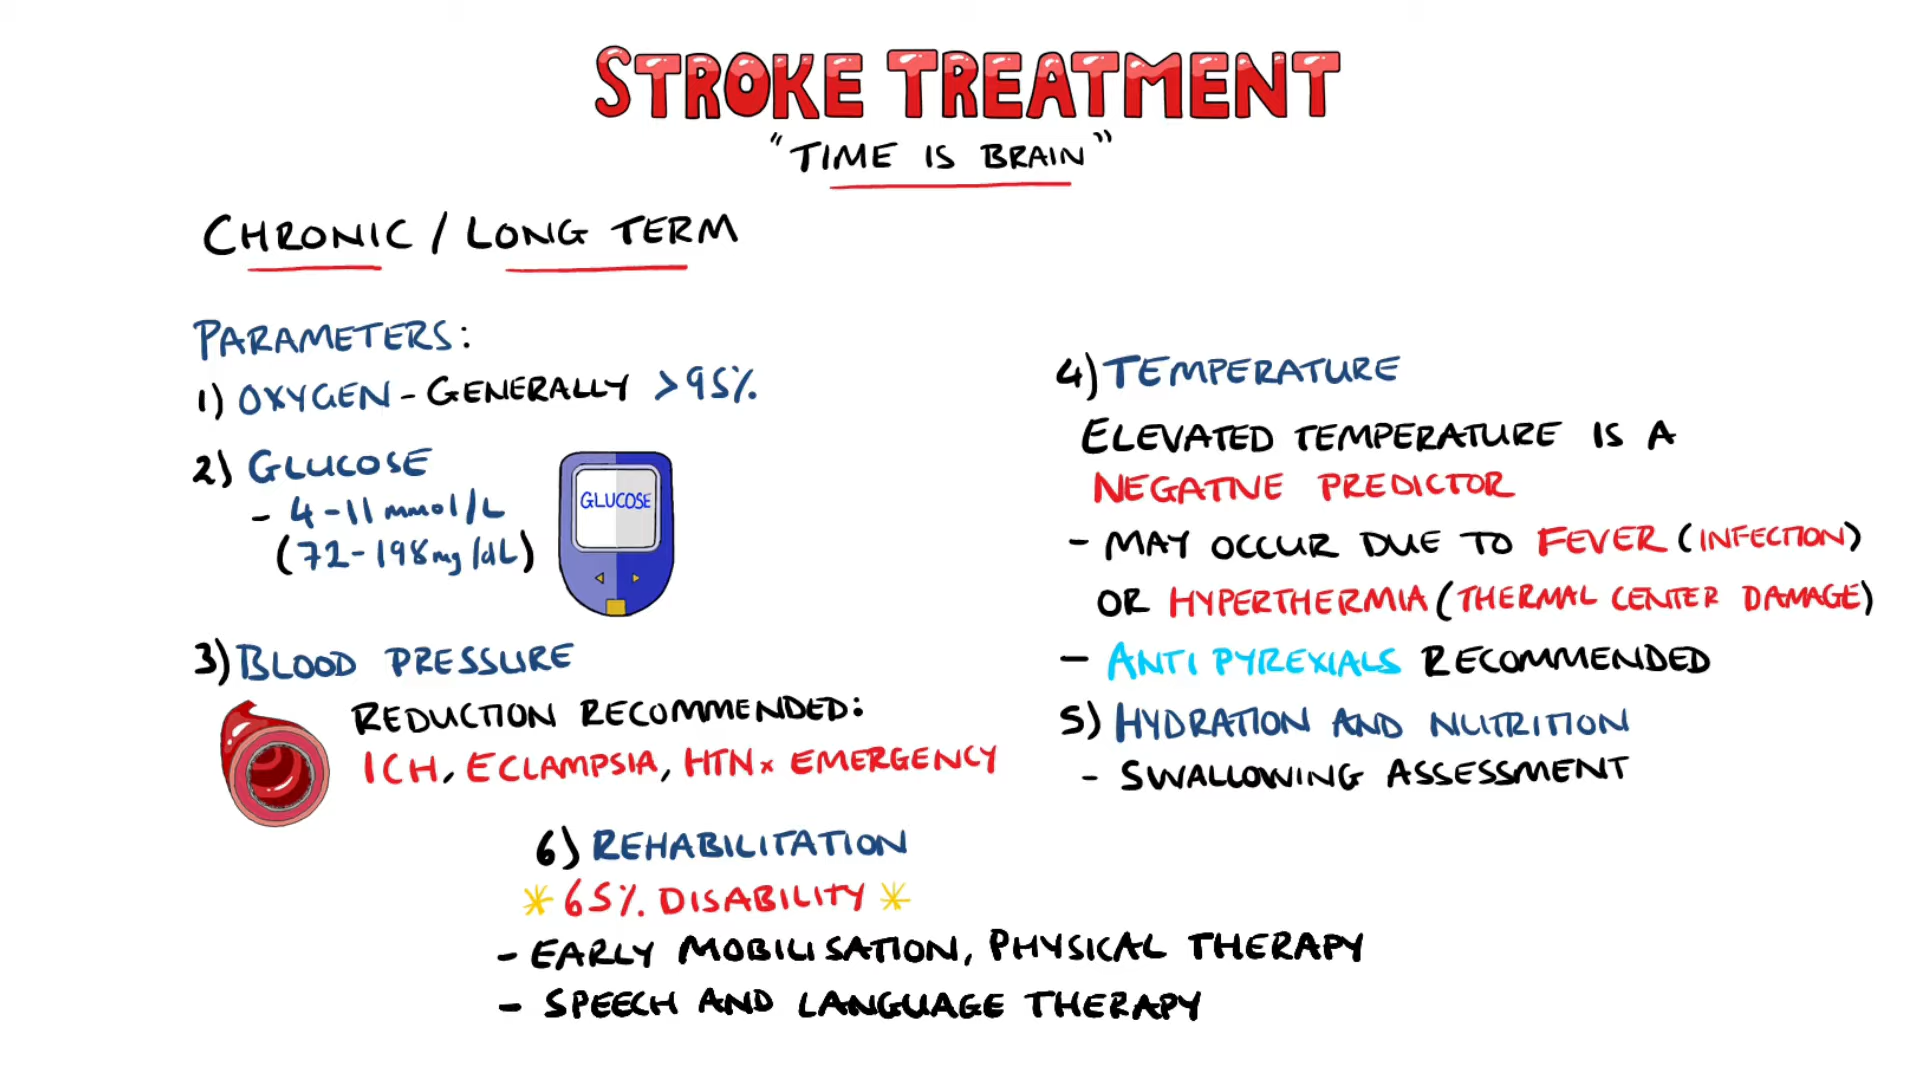 STROKE TREATMENT
"TIME IS BRAIN"
CHRONIC / LONG TERM
PARAMETERS:
1) OXYGEN - GENERALLY >95%
2) GLUCOSE
- 4-11 mmol/L
(72-198mg/dL)
GLUCOSE
3) BLOOD PRESSURE
REDUCTION RECOMMENDED:
ICH, ECLAMPSIA, HTNx EMERGENCY
4) TEMPERATURE
ELEVATED TEMPERATURE IS A
NEGATIVE PREDICTOR
- MAY OCCUR DUE TO FEVER (INFECTION)
OR HYPERTHERMIA (THERMAL CENTER DAMAGE)
- ANTIPYREXIALS RECOMMENDED
5) HYDRATION AND NUTRITION
- SWALLOWING ASSESSMENT
6) REHABILITATION
* 65% DISABILITY *
- EARLY MOBILISATION, PHYSICAL THERAPY
- SPEECH AND LANGUAGE THERAPY